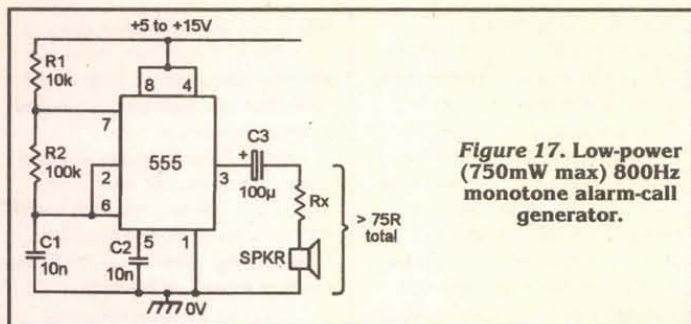 +5 to +15V
R1
10k
8
4
7
R2
100k
555
C3
+
3
100µ
2
6
Rx
> 75R
total
C1
10n
5
C2
10n
1
SPKR
0V
Figure 17. Low-power
(750mW max) 800Hz
monotone alarm-call
generator.